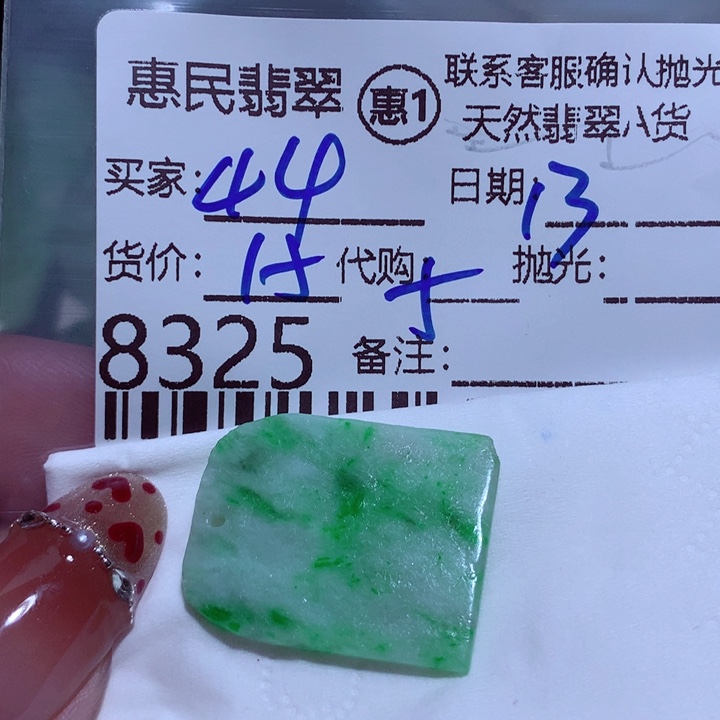 惠民翡翠 惠1 联系客服确认抛光
天然翡翠A货
买家: 44 日期: 13
货价: 15 代购 5 抛光:
8325 备注: